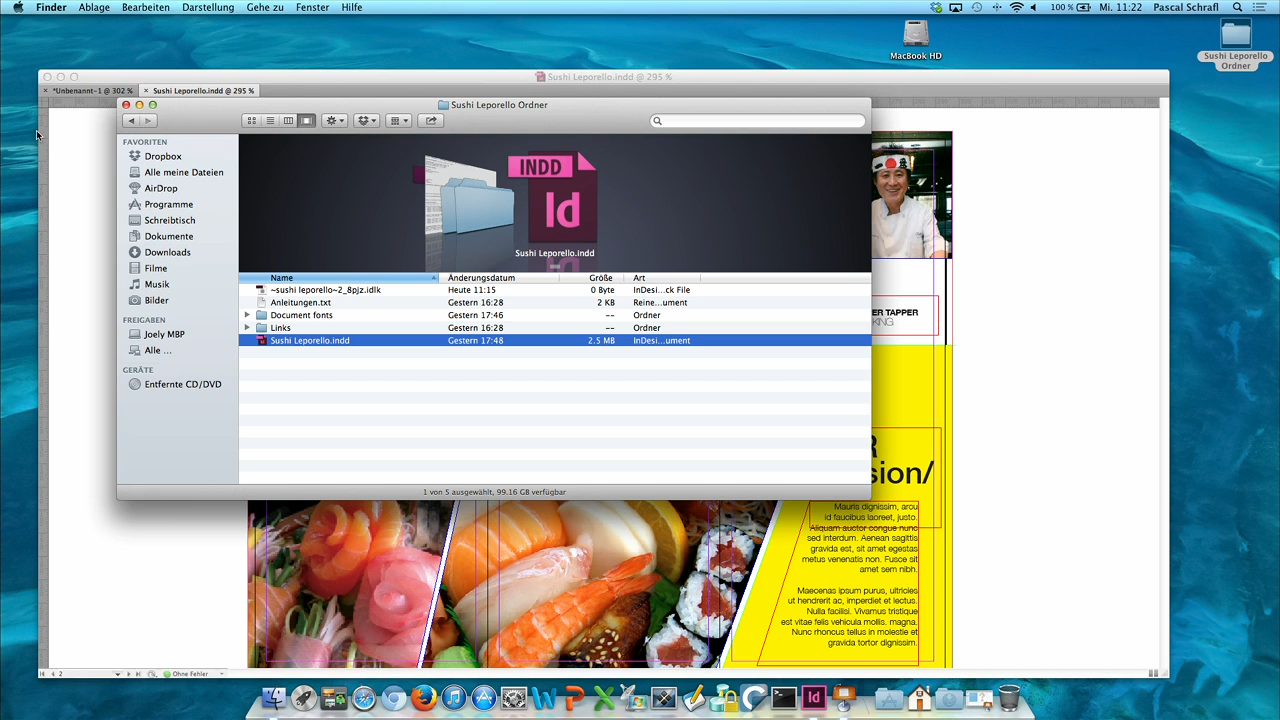 Finder Ablage Bearbeiten Darstellung Gehe zu Fenster Hilfe 100 % Mi. 11:22 Pascal Schrafl
MacBook HD
Sushi Leporello
Ordner
Sushi Leporello.indd @ 295 %
*Unbenannt-1 @ 302 % Sushi Leporello.indd @ 295 %
Sushi Leporello Ordner
FAVORITEN
Dropbox
Alle meine Dateien
AirDrop
Programme
Schreibtisch
Dokumente
Downloads
Filme
Musik
Bilder
FREIGABEN
Joely MBP
Alle ...
GERÄTE
Entfernte CD/DVD
INDD
Id
Sushi Leporello.indd
Name Änderungsdatum Größe Art
~sushi leporello~2_8pjz.idlk Heute 11:15 0 Byte InDesi...ck File
Anleitungen.txt Gestern 16:28 2 KB Reine...ument
Document fonts Gestern 17:46 -- Ordner
Links Gestern 16:28 -- Ordner
Sushi Leporello.indd Gestern 17:48 2.5 MB InDesi...ument
1 von 5 ausgewählt, 99.16 GB verfügbar
ER TAPPER
KING.
R
sion/
Mauris dignissim, arcu
id faucibus laoreet, justo.
Aliquam auctor congue nunc
sed interdum. Aenean sagittis
gravida est, sit amet egestas
metus venenatis non. Fusce sit
amet sem nibh.
Maecenas ipsum purus, ultricies
ut hendrerit ac, imperdiet et lectus.
Nulla facilisi. Vivamus tristique
est vitae felis vehicula mollis. magna.
Nunc rhoncus tellus in molestie et
gravida tortor dignissim.
2 Ohne Fehler
Id